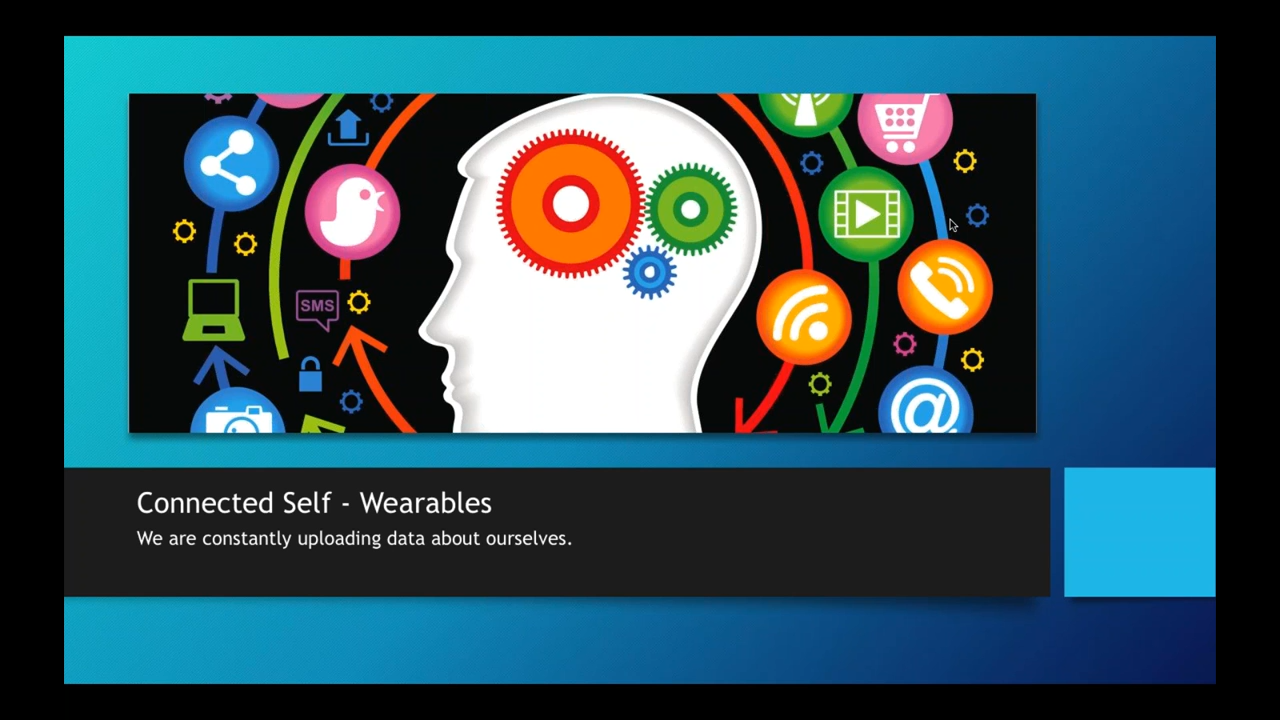 SMS
@
Connected Self - Wearables
We are constantly uploading data about ourselves.